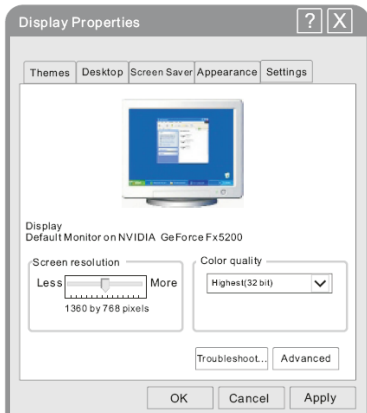 Display Properties ? X
Themes Desktop Screen Saver Appearance Settings
Display
Default Monitor on NVIDIA GeForce Fx5200
Screen resolution
Less More
1360 by 768 pixels
Color quality
Highest(32 bit)
Troubleshoot... Advanced
OK Cancel Apply